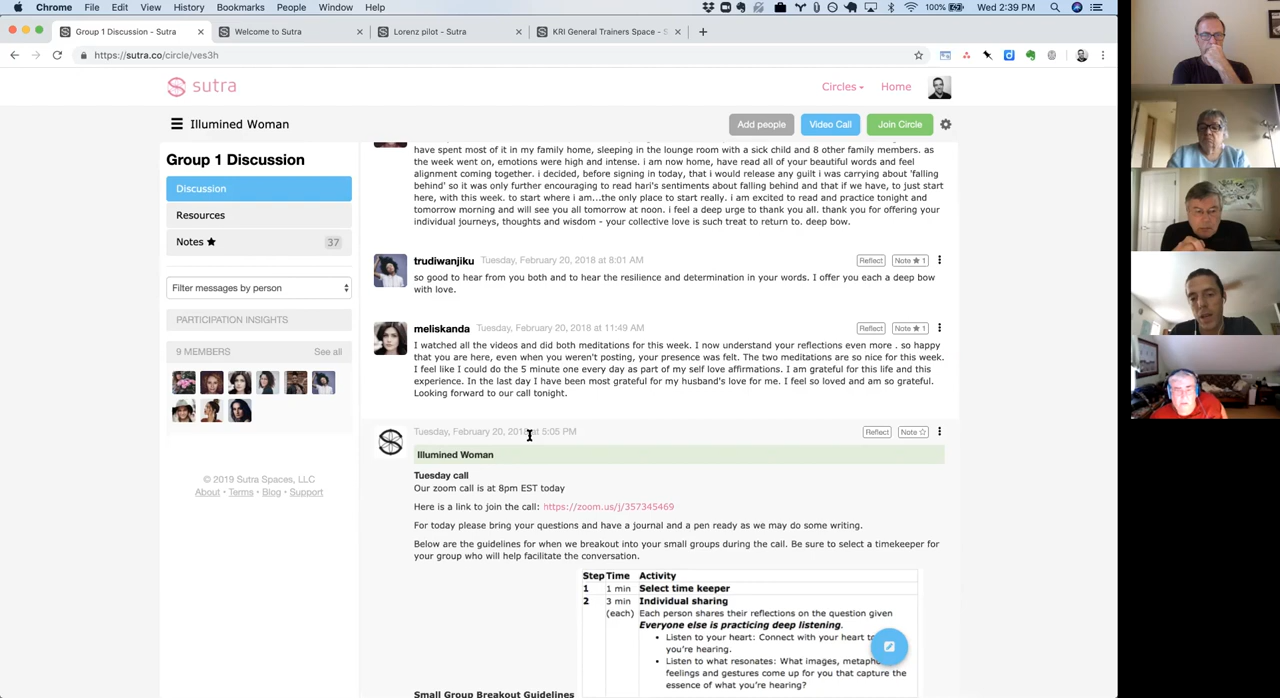 Chrome File Edit View History Bookmarks People Window Help 100% Wed 2:39 PM
Group 1 Discussion - Sutra
Welcome to Sutra
Lorenz pilot - Sutra
KRI General Trainers Space - S
https://sutra.co/circle/ves3h
sutra
Circles
Home
Illumined Woman
Add people
Video Call
Join Circle
Group 1 Discussion
Discussion
Resources
Notes ★ 37
Filter messages by person
PARTICIPATION INSIGHTS
9 MEMBERS See all
© 2019 Sutra Spaces, LLC
About · Terms · Blog · Support
have spent most of it in my family home, sleeping in the lounge room with a sick child and 8 other family members. as
the week went on, emotions were high and intense. i am now home, have read all of your beautiful words and feel
alignment coming together. i decided, before signing in today, that i would release any guilt i was carrying about 'falling
behind' so it was only further encouraging to read hari's sentiments about falling behind and that if we have, to just start
here, with this week. to start where i am...the only place to start really. i am excited to read and practice tonight and
tomorrow morning and will see you all tomorrow at noon. i feel a deep urge to thank you all. thank you for offering your
individual journeys, thoughts and wisdom - your collective love is such treat to return to. deep bow.
trudiwanjiku Tuesday, February 20, 2018 at 8:01 AM Reflect Note ★ 1
so good to hear from you both and to hear the resilience and determination in your words. I offer you each a deep bow
with love.
meliskanda Tuesday, February 20, 2018 at 11:49 AM Reflect Note ★ 1
I watched all the videos and did both meditations for this week. I now understand your reflections even more . so happy
that you are here, even when you weren't posting, your presence was felt. The two meditations are so nice for this week.
I feel like I could do the 5 minute one every day as part of my self love affirmations. I am grateful for this life and this
experience. In the last day I have been most grateful for my husband's love for me. I feel so loved and am so grateful.
Looking forward to our call tonight.
Tuesday, February 20, 2018 at 5:05 PM Reflect Note ☆
Illumined Woman
Tuesday call
Our zoom call is at 8pm EST today
Here is a link to join the call: https://zoom.us/j/357345469
For today please bring your questions and have a journal and a pen ready as we may do some writing.
Below are the guidelines for when we breakout into your small groups during the call. Be sure to select a timekeeper for
your group who will help facilitate the conversation.
Step Time Activity
1 1 min Select time keeper
2 3 min Individual sharing
(each) Each person shares their reflections on the question given
Everyone else is practicing deep listening.
• Listen to your heart: Connect with your heart to
you're hearing.
• Listen to what resonates: What images,
feelings and gestures come up for you that capture the
essence of what you're hearing?
Small Group Breakout Guidelines